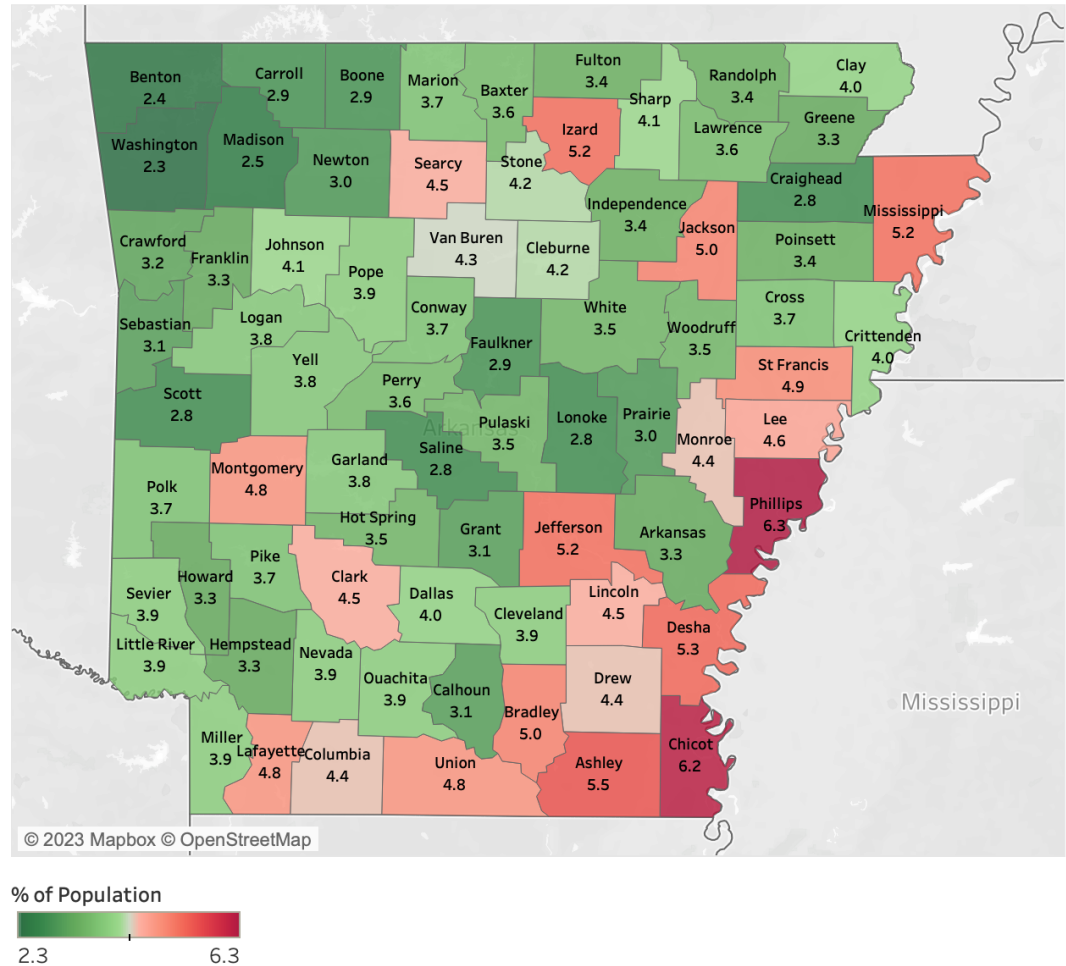 Benton
2.4
Carroll
2.9
Boone
2.9
Marion
3.7
Baxter
3.6
Fulton
3.4
Sharp
4.1
Randolph
3.4
Clay
4.0
Greene
3.3
Lawrence
3.6
Izard
5.2
Washington
2.3
Madison
2.5
Newton
3.0
Searcy
4.5
Stone
4.2
Independence
3.4
Jackson
5.0
Craighead
2.8
Mississippi
5.2
Poinsett
3.4
Crawford
3.2
Franklin
3.3
Johnson
4.1
Pope
3.9
Van Buren
4.3
Cleburne
4.2
Conway
3.7
White
3.5
Woodruff
3.5
Cross
3.7
Crittenden
4.0
Sebastian
3.1
Logan
3.8
Yell
3.8
Faulkner
2.9
St Francis
4.9
Scott
2.8
Perry
3.6
Arkansas
Pulaski
3.5
Lonoke
2.8
Prairie
3.0
Monroe
4.4
Lee
4.6
Saline
2.8
Garland
3.8
Montgomery
4.8
Polk
3.7
Phillips
6.3
Hot Spring
3.5
Grant
3.1
Jefferson
5.2
Arkansas
3.3
Pike
3.7
Howard
3.3
Sevier
3.9
Clark
4.5
Dallas
4.0
Cleveland
3.9
Lincoln
4.5
Desha
5.3
Little River
3.9
Hempstead
3.3
Nevada
3.9
Ouachita
3.9
Calhoun
3.1
Bradley
5.0
Drew
4.4
Mississippi
Miller
3.9
Lafayette
4.8
Columbia
4.4
Union
4.8
Ashley
5.5
Chicot
6.2
© 2023 Mapbox © OpenStreetMap
% of Population
2.3
6.3